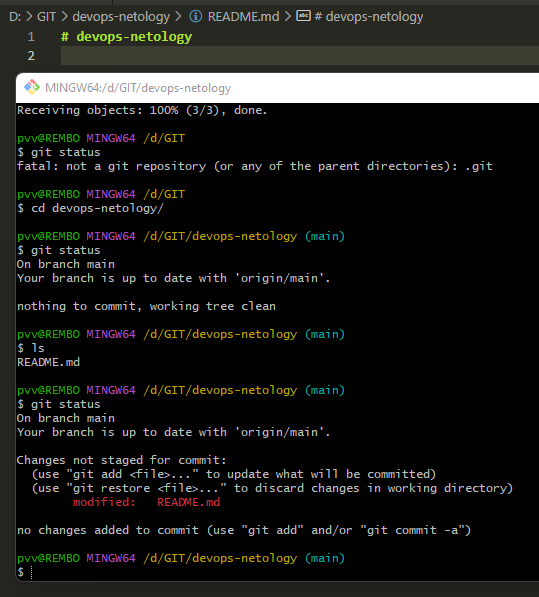 D: > GIT > devops-netology > README.md > # devops-netology
1 # devops-netology
2
MINGW64:/d/GIT/devops-netology
Receiving objects: 100% (3/3), done.
pvv@REMBO MINGW64 /d/GIT
$ git status
fatal: not a git repository (or any of the parent directories): .git
pvv@REMBO MINGW64 /d/GIT
$ cd devops-netology/
pvv@REMBO MINGW64 /d/GIT/devops-netology (main)
$ git status
On branch main
Your branch is up to date with 'origin/main'.
nothing to commit, working tree clean
pvv@REMBO MINGW64 /d/GIT/devops-netology (main)
$ ls
README.md
pvv@REMBO MINGW64 /d/GIT/devops-netology (main)
$ git status
On branch main
Your branch is up to date with 'origin/main'.
Changes not staged for commit:
(use "git add <file>..." to update what will be committed)
(use "git restore <file>..." to discard changes in working directory)
modified: README.md
no changes added to commit (use "git add" and/or "git commit -a")
pvv@REMBO MINGW64 /d/GIT/devops-netology (main)
$